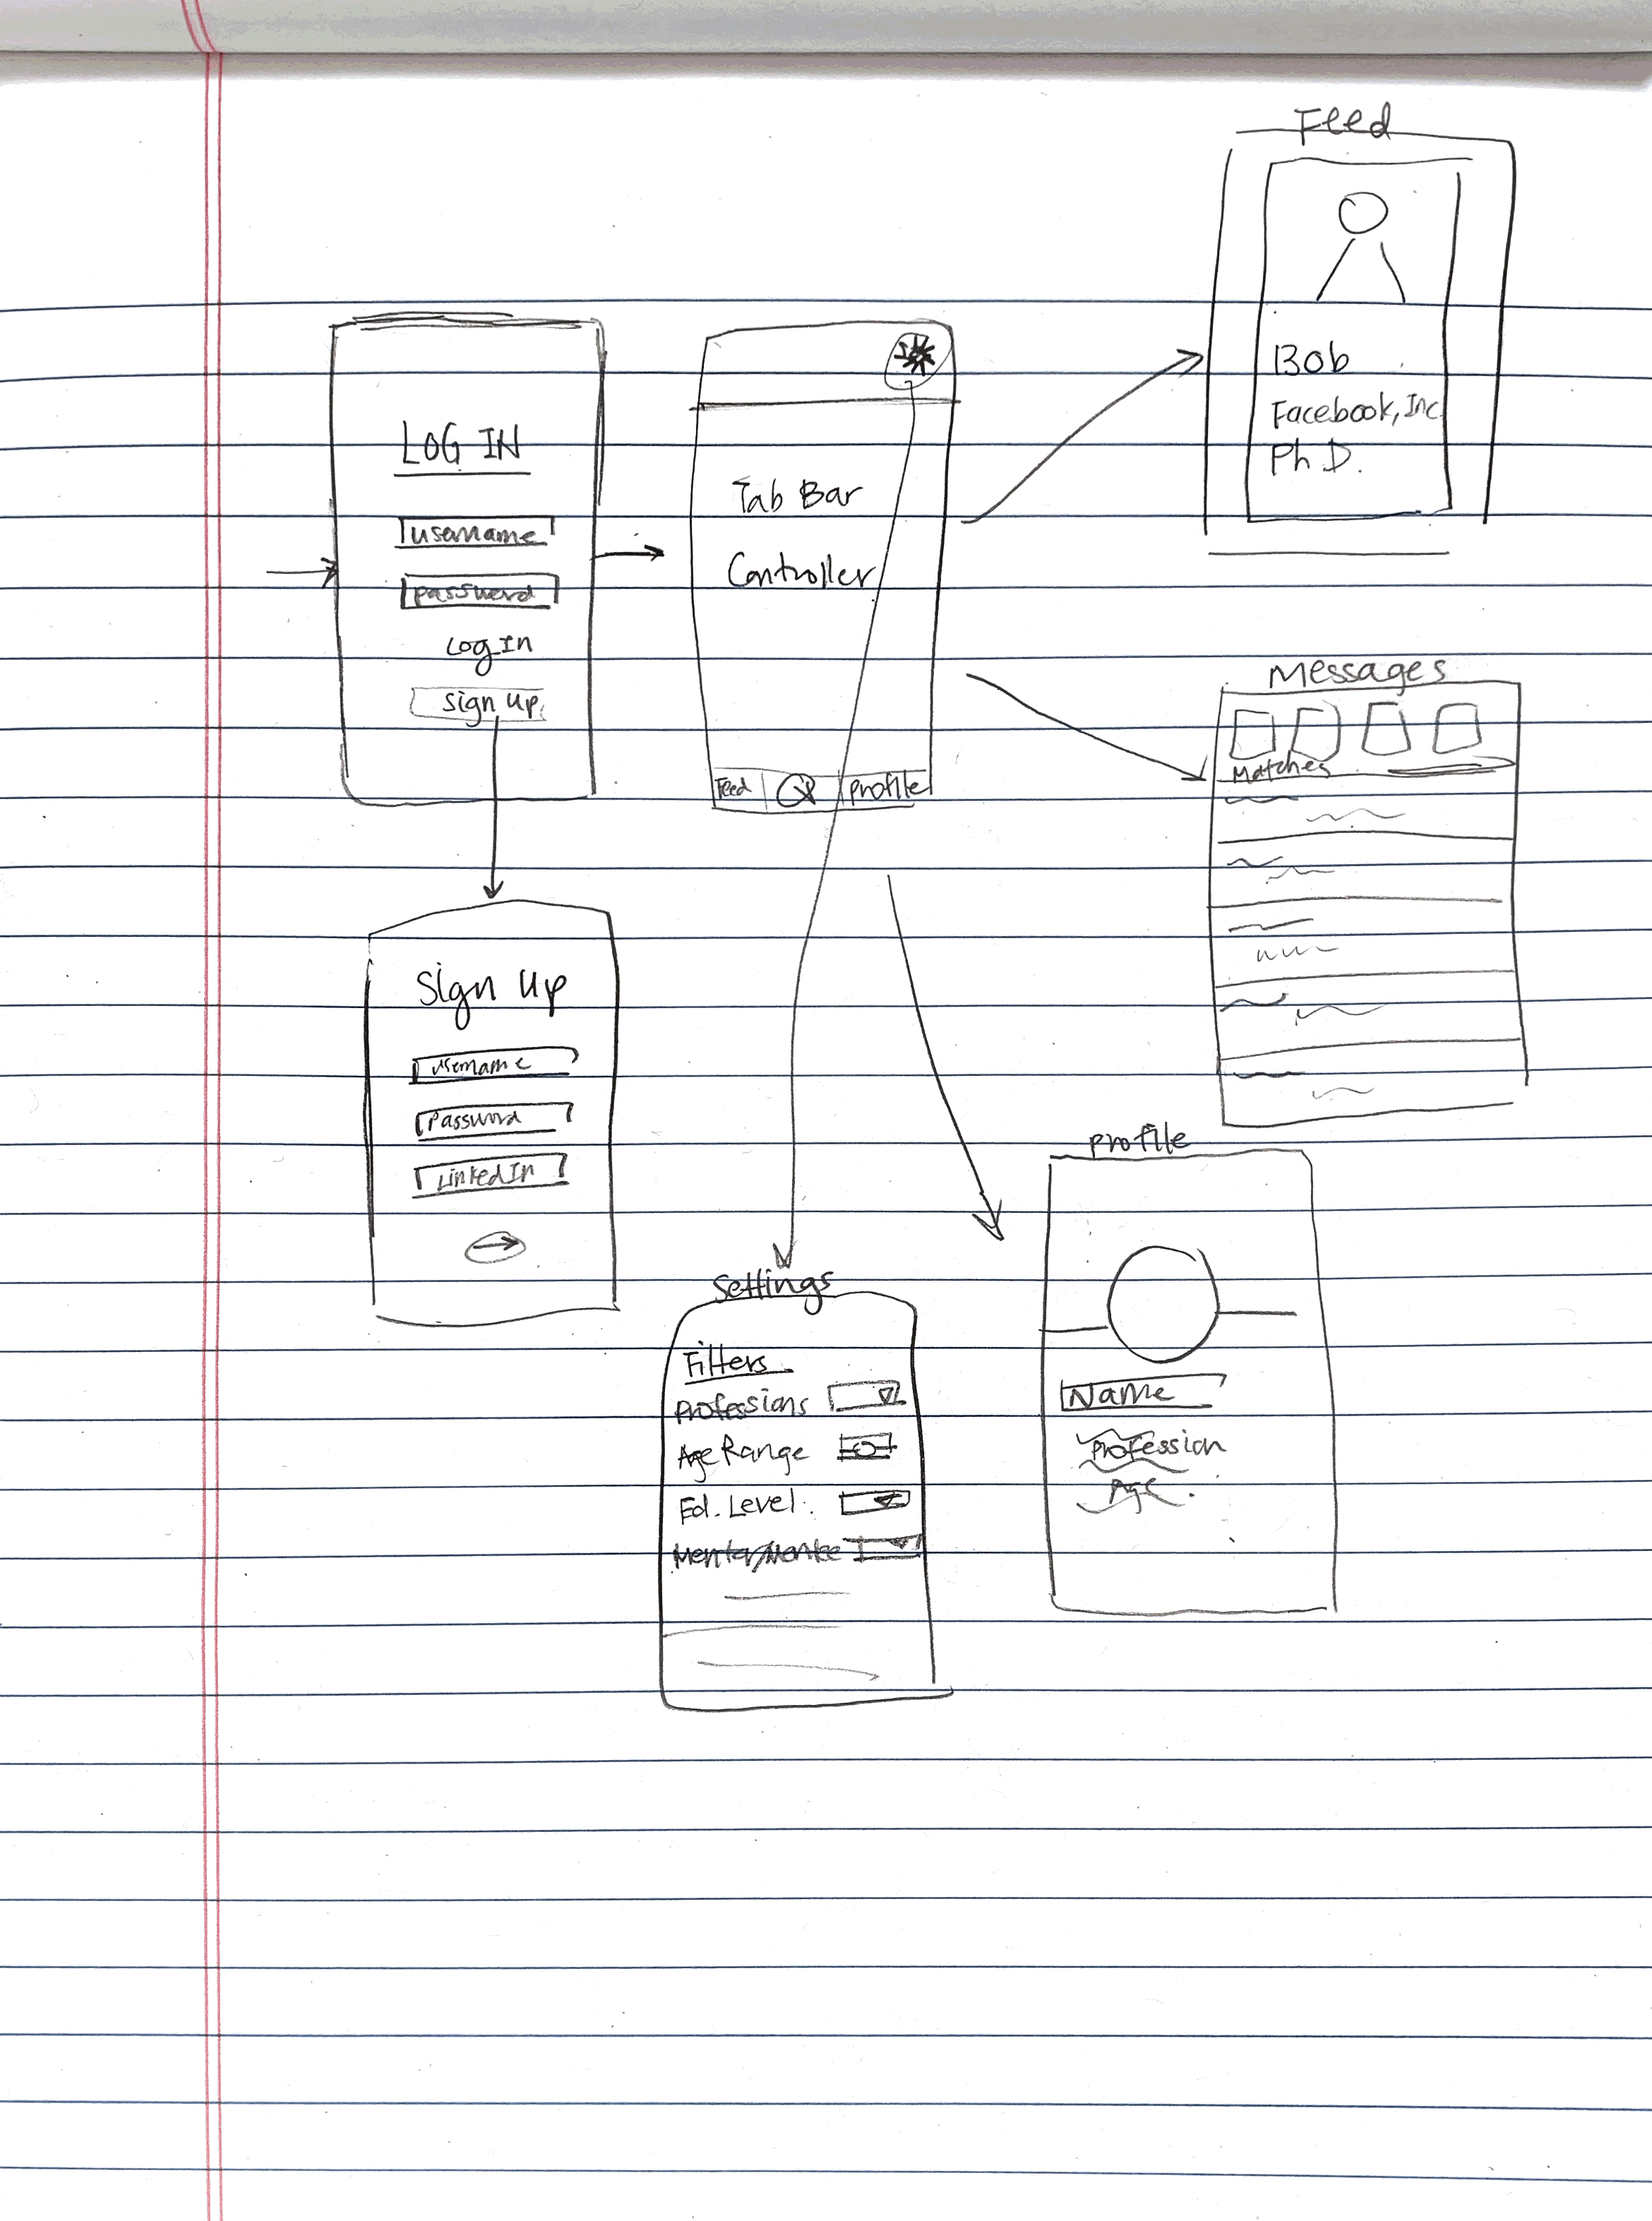 Feed
Bob
Facebook, Inc
Ph.D.
LOG IN
username
password
Log In
Sign Up
Tab Bar
Controller
Feed
Profile
Messages
Matches
Sign Up
username
Password
LinkedIn
Settings
Filters
Professions
Age Range
Ed. Level
Mentor/Mentee
Profile
Name
Profession
Age